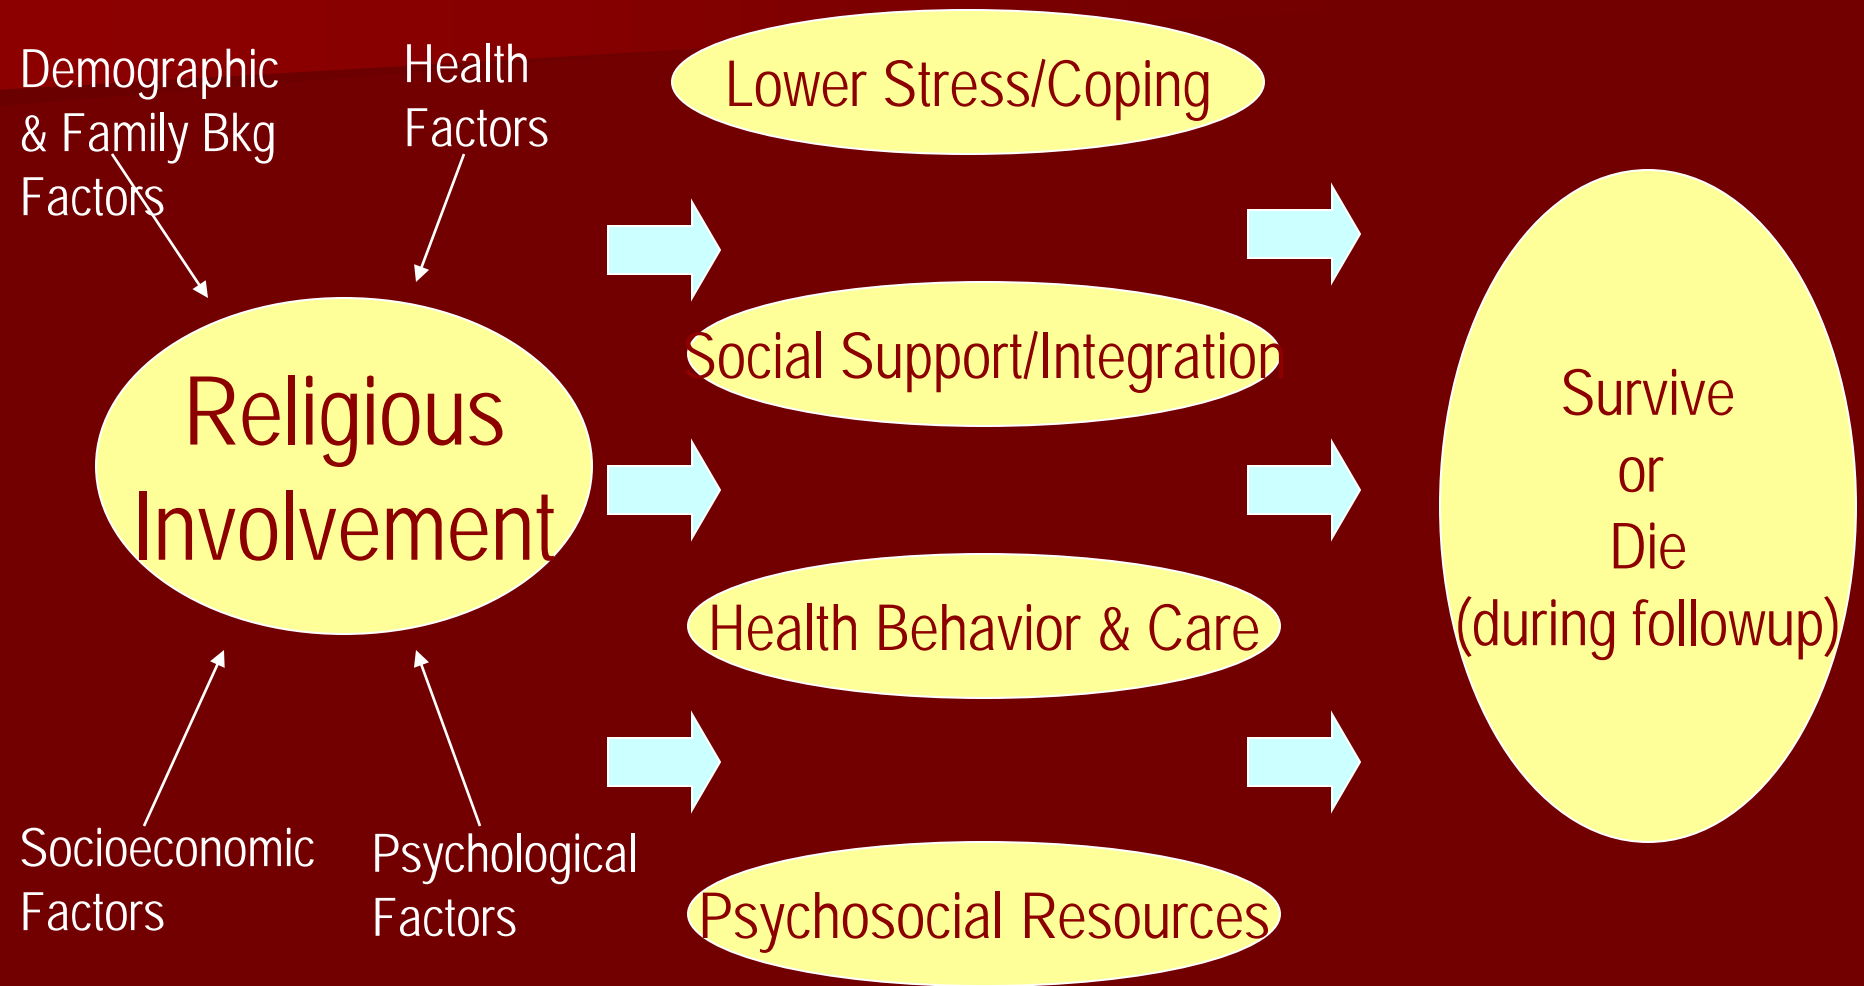 Demographic
& Family Bkg
Factors
Health
Factors
Religious
Involvement
Socioeconomic
Factors
Psychological
Factors
Lower Stress/Coping
Social Support/Integration
Health Behavior & Care
Psychosocial Resources
Survive
or
Die
(during followup)